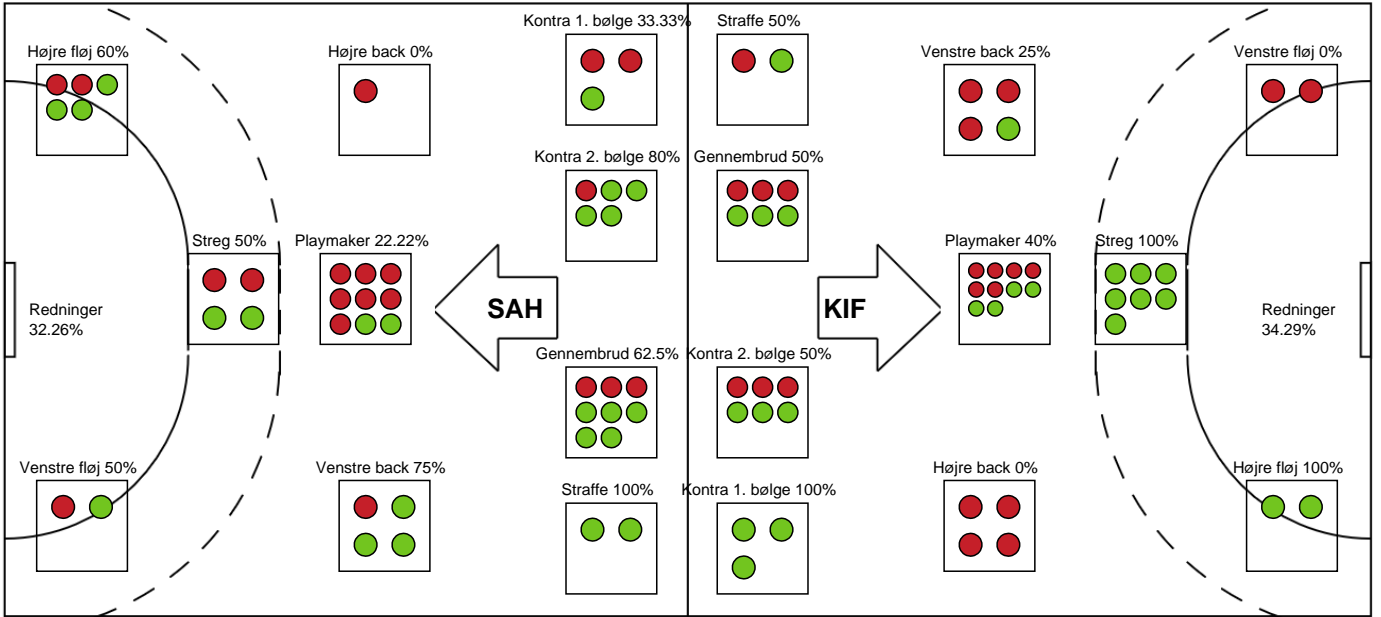 Kontra 1. bølge 33.33%
Straffe 50%
Højre fløj 60%
Højre back 0%
Venstre back 25%
Venstre fløj 0%
Kontra 2. bølge 80%
Gennembrud 50%
Streg 50%
Playmaker 22.22%
Playmaker 40%
Streg 100%
Redninger
32.26%
SAH
KIF
Redninger
34.29%
Gennembrud 62.5%
Kontra 2. bølge 50%
Venstre fløj 50%
Venstre back 75%
Højre back 0%
Højre fløj 100%
Straffe 100%
Kontra 1. bølge 100%